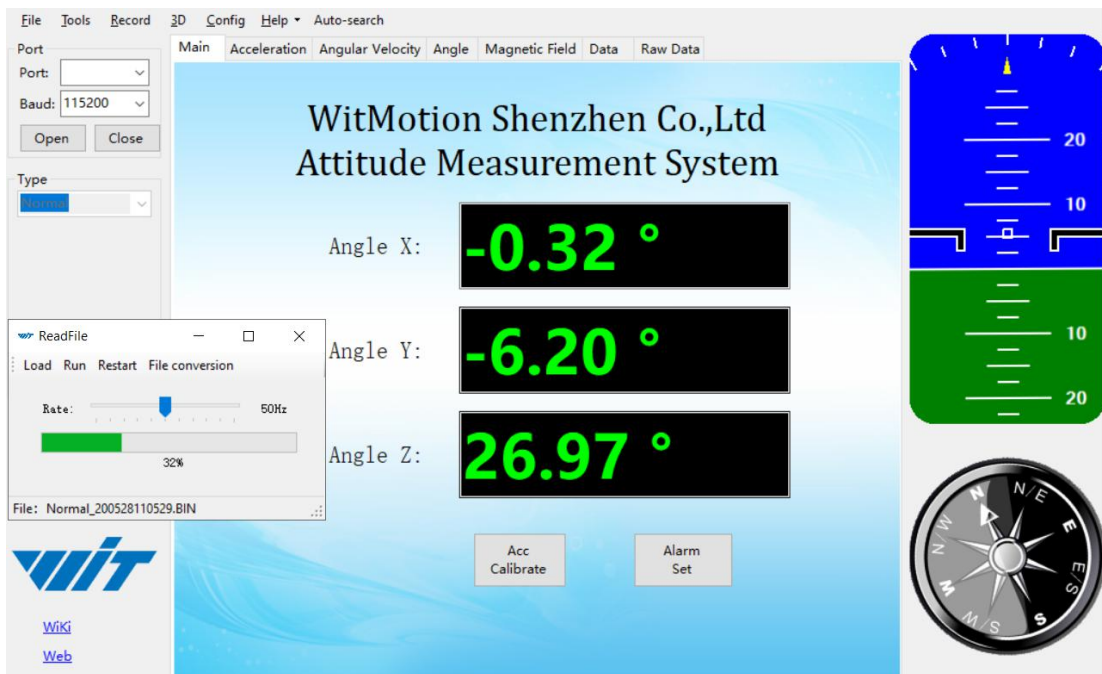 File Tools Record 3D Config Help Auto-search
Port
Port:
Baud: 115200
Open Close
Type
Normal
Main Acceleration Angular Velocity Angle Magnetic Field Data Raw Data
WitMotion Shenzhen Co.,Ltd
Attitude Measurement System
Angle X: -0.32 °
Angle Y: -6.20 °
Angle Z: 26.97 °
Acc
Calibrate
Alarm
Set
WIT ReadFile
Load Run Restart File conversion
Rate: 50Hz
32%
File: Normal_200528110529.BIN
WIT
WiKi
Web
20
10
10
20
N
N/E
E
E/S
S
W/S
W
N/W